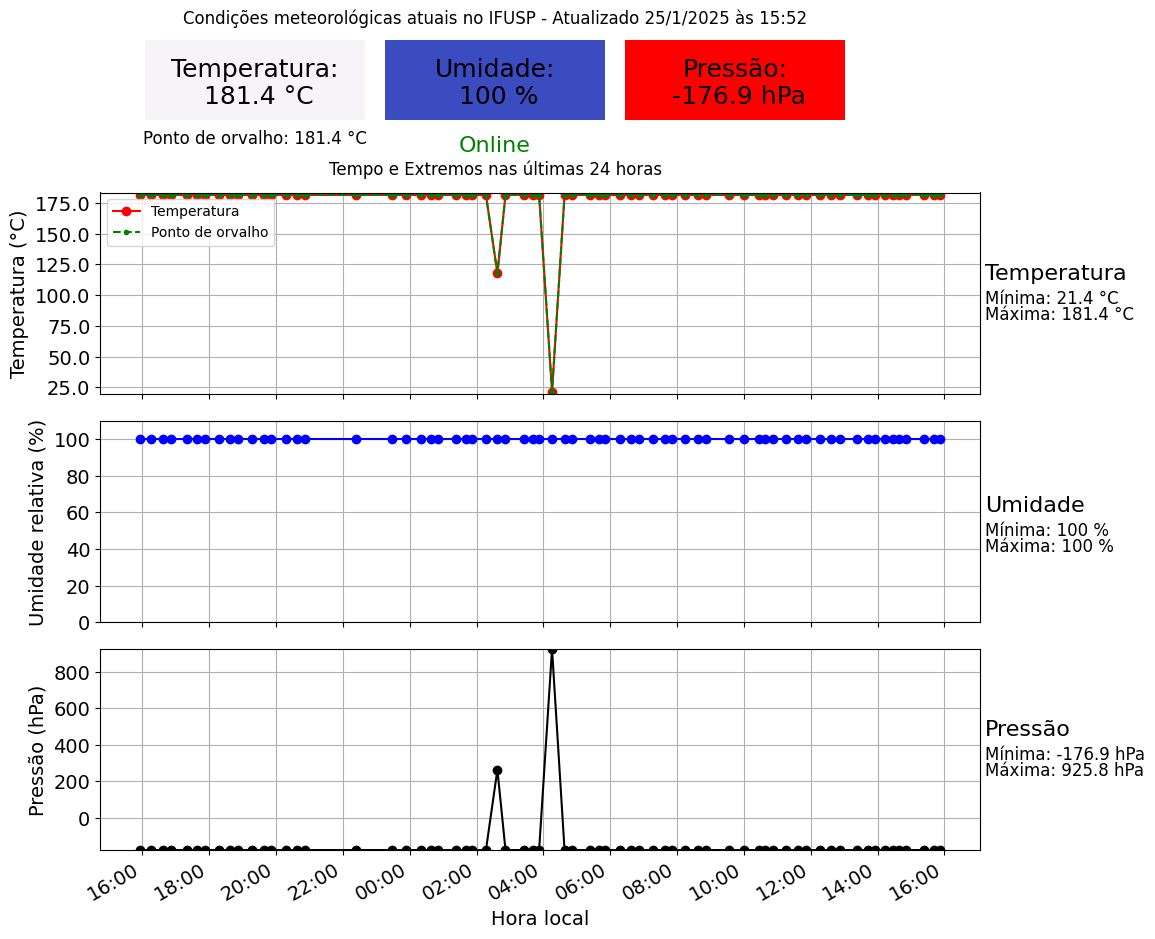 Condições meteorológicas atuais no IFUSP - Atualizado 25/1/2025 às 15:52
Temperatura:
181.4 °C
Umidade:
100 %
Pressão:
-176.9 hPa
Ponto de orvalho: 181.4 °C
Online
Tempo e Extremos nas últimas 24 horas
Temperatura (°C)
175.0
150.0
125.0
100.0
75.0
50.0
25.0
Temperatura
Ponto de orvalho
Temperatura
Mínima: 21.4 °C
Máxima: 181.4 °C
Umidade relativa (%)
100
80
60
40
20
0
Umidade
Mínima: 100 %
Máxima: 100 %
Pressão (hPa)
800
600
400
200
0
Pressão
Mínima: -176.9 hPa
Máxima: 925.8 hPa
16:00 18:00 20:00 22:00 00:00 02:00 04:00 06:00 08:00 10:00 12:00 14:00 16:00
Hora local